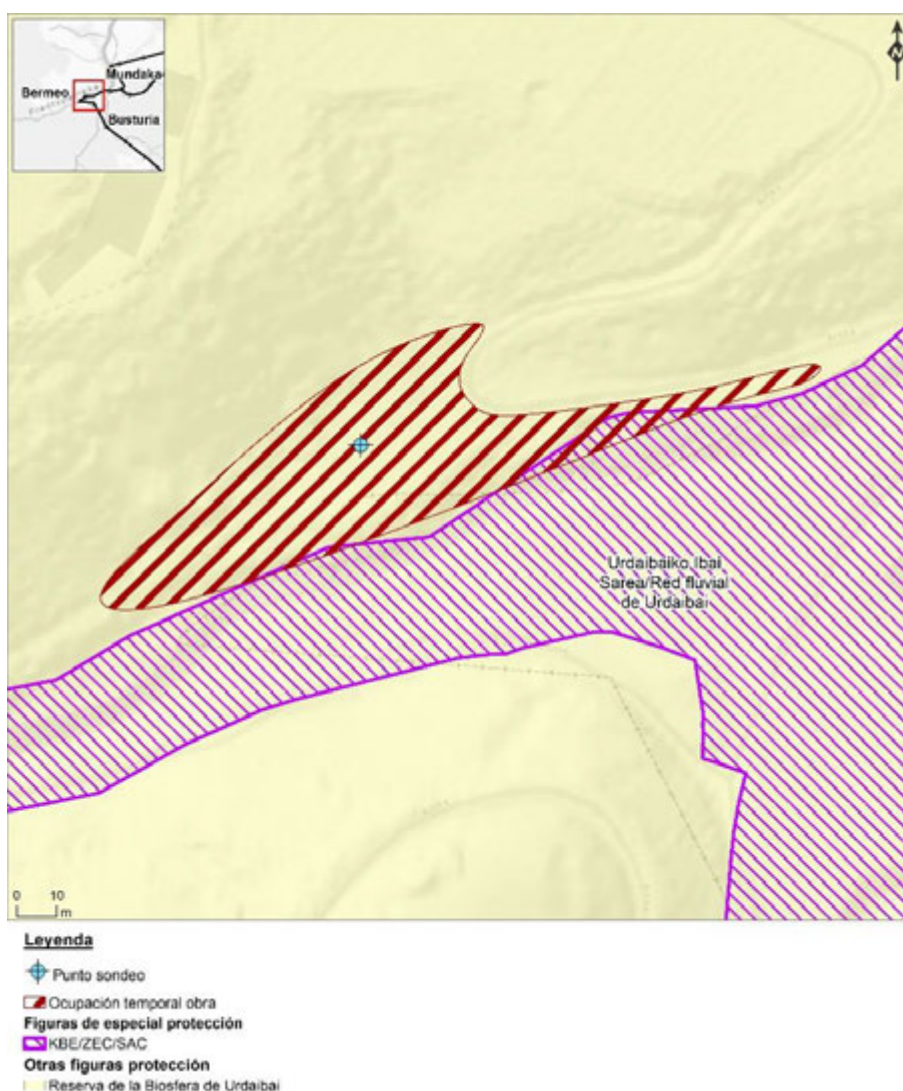 Mundaka
Bermeo
Busturia
N
Urdaibaiko Ibai
Sarea/Red fluvial
de Urdaibai
0 10
m
Leyenda
Punto sondeo
Ocupación temporal obra
Figuras de especial protección
KBE/ZEC/SAC
Otras figuras protección
Reserva de la Biosfera de Urdaibai